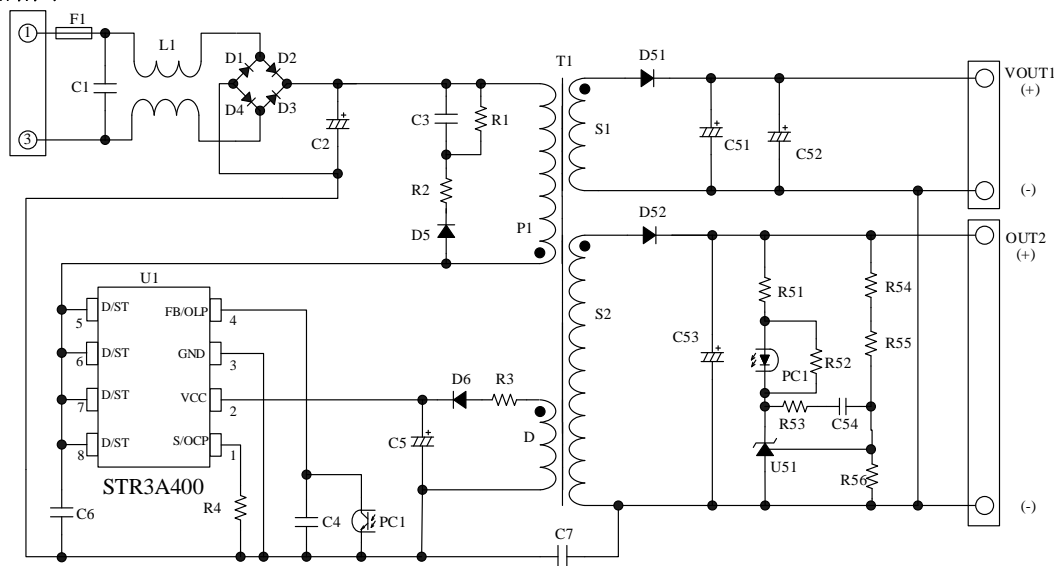 F1
1
L1
C1
3
D1
D2
D4
D3
C2
C3
R1
R2
D5
P1
T1
S1
D51
C51
C52
VOUT1
(+)
(-)
D52
OUT2
(+)
S2
C53
R51
PC1
R52
R54
R55
R53
C54
U51
R56
(-)
U1
D/ST
5
D/ST
6
D/ST
7
D/ST
8
FB/OLP
4
GND
3
VCC
2
S/OCP
1
STR3A400
D6
R3
C5
D
C6
R4
C4
PC1
C7